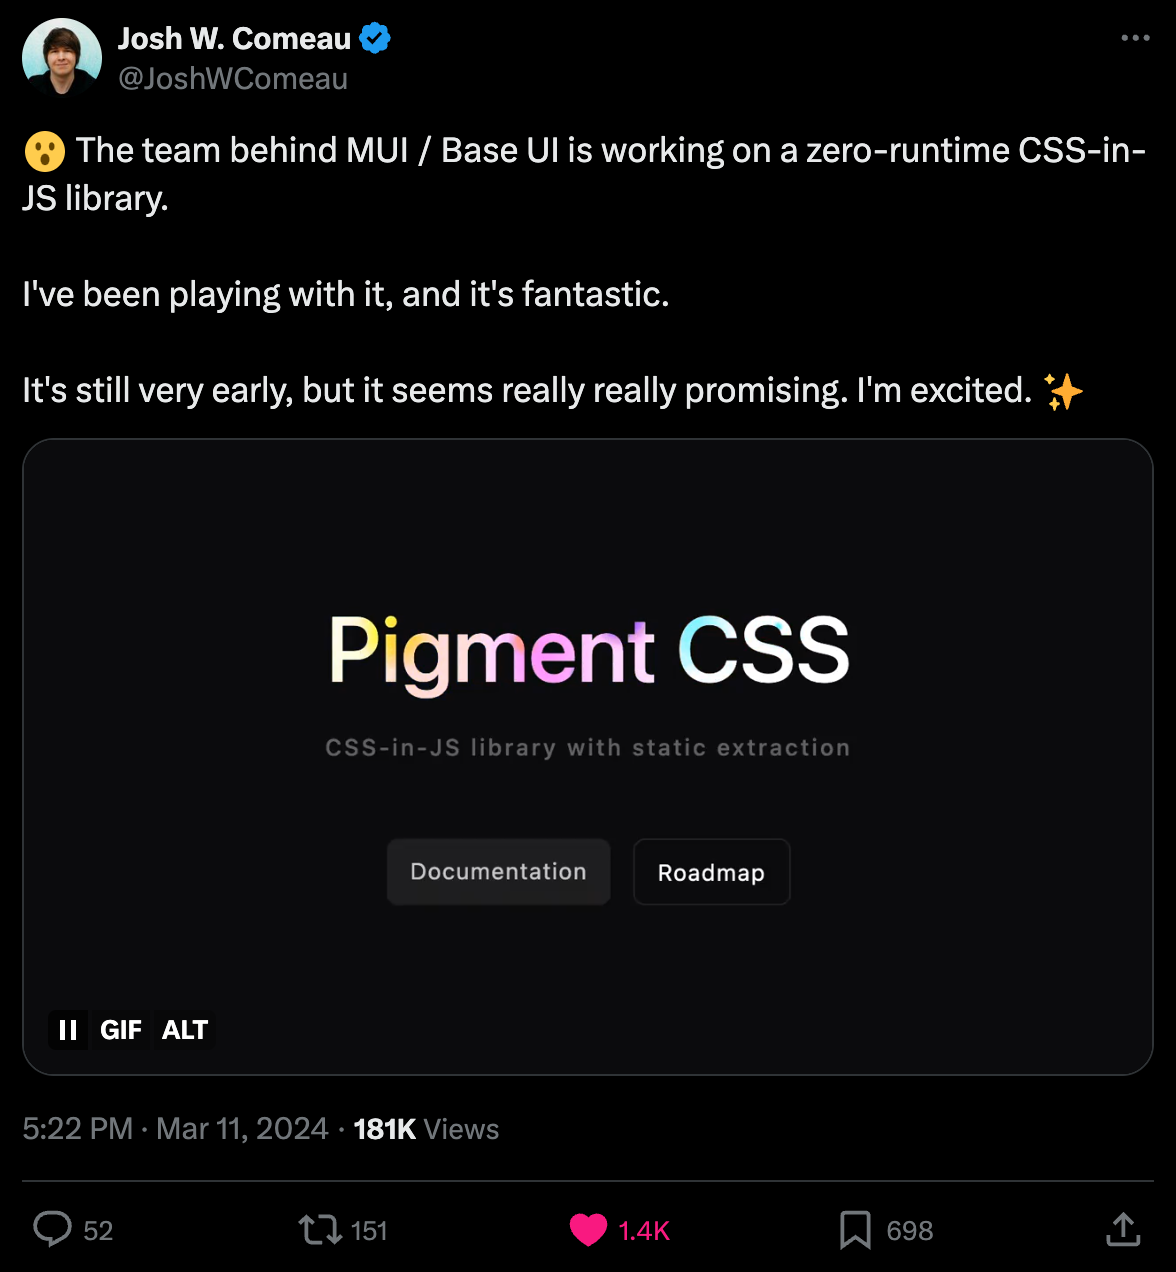 Josh W. Comeau
@JoshWComeau
😮 The team behind MUI / Base UI is working on a zero-runtime CSS-in-
JS library.
I've been playing with it, and it's fantastic.
It's still very early, but it seems really really promising. I'm excited. ✨
Pigment CSS
CSS-in-JS library with static extraction
Documentation Roadmap
GIF ALT
5:22 PM · Mar 11, 2024 · 181K Views
52 151 1.4K 698